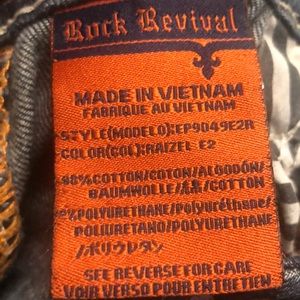 Rock Revival
MADE IN VIETNAM
FABRIQUE AU VIETNAM
STYLE(MODELO):EP9049E2R
COLOR(COL):RAIZEL E2
98%COTTON/COTON/ALGODÓN/
BAUMWOLLE/綿/COTTON
2%POLYURETHANE/Polyuréthane/
POLIURETANO/POLYURETHANE
/ポリウレタン
SEE REVERSE FOR CARE
VOIR VERSO POUR ENTRETIEN